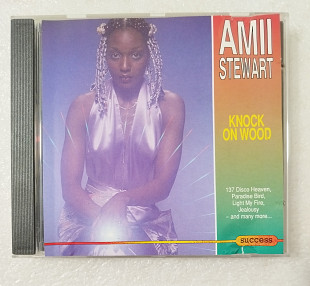 AMII
STEWART
KNOCK
ON WOOD
137 Disco Heaven,
Paradise Bird,
Light My Fire,
Jealousy
- and many more...
success